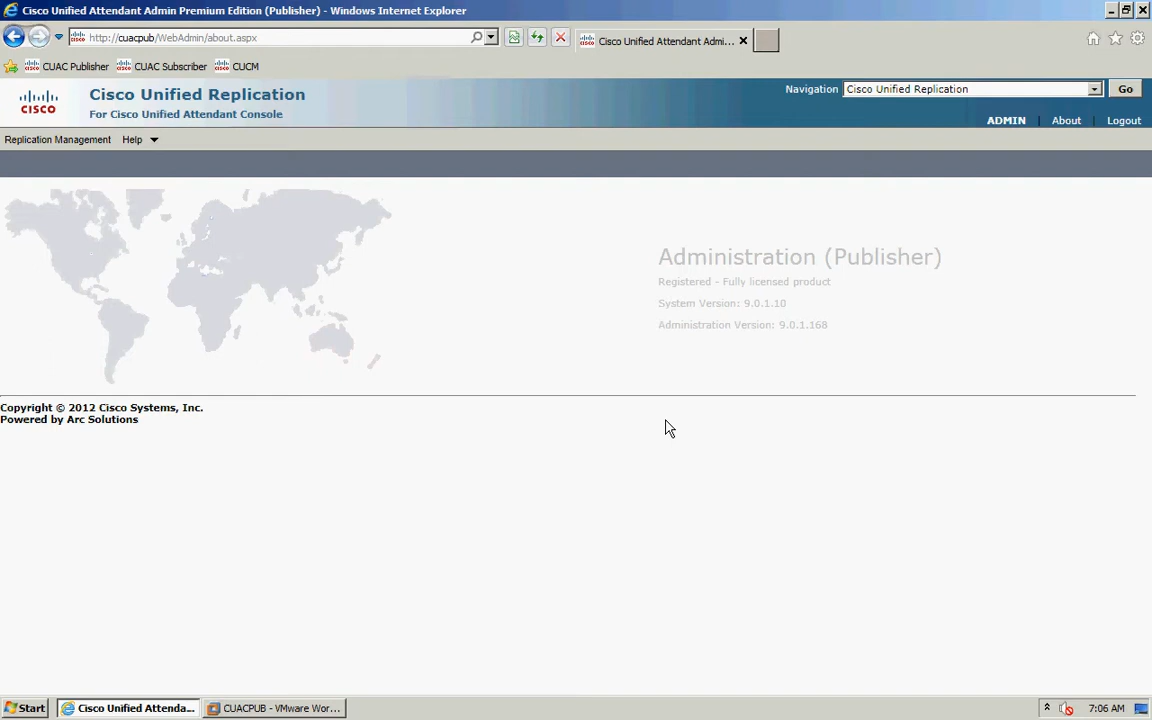 Cisco Unified Attendant Admin Premium Edition (Publisher) - Windows Internet Explorer
http://cuacpub/WebAdmin/about.aspx
Cisco Unified Attendant Admi...
CUAC Publisher
CUAC Subscriber
CUCM
CISCO
Cisco Unified Replication
For Cisco Unified Attendant Console
Navigation
Cisco Unified Replication
Go
ADMIN | About | Logout
Replication Management
Help
Administration (Publisher)
Registered - Fully licensed product
System Version: 9.0.1.10
Administration Version: 9.0.1.168
Copyright © 2012 Cisco Systems, Inc.
Powered by Arc Solutions
Start
Cisco Unified Attenda...
CUACPUB - VMware Wor...
7:06 AM